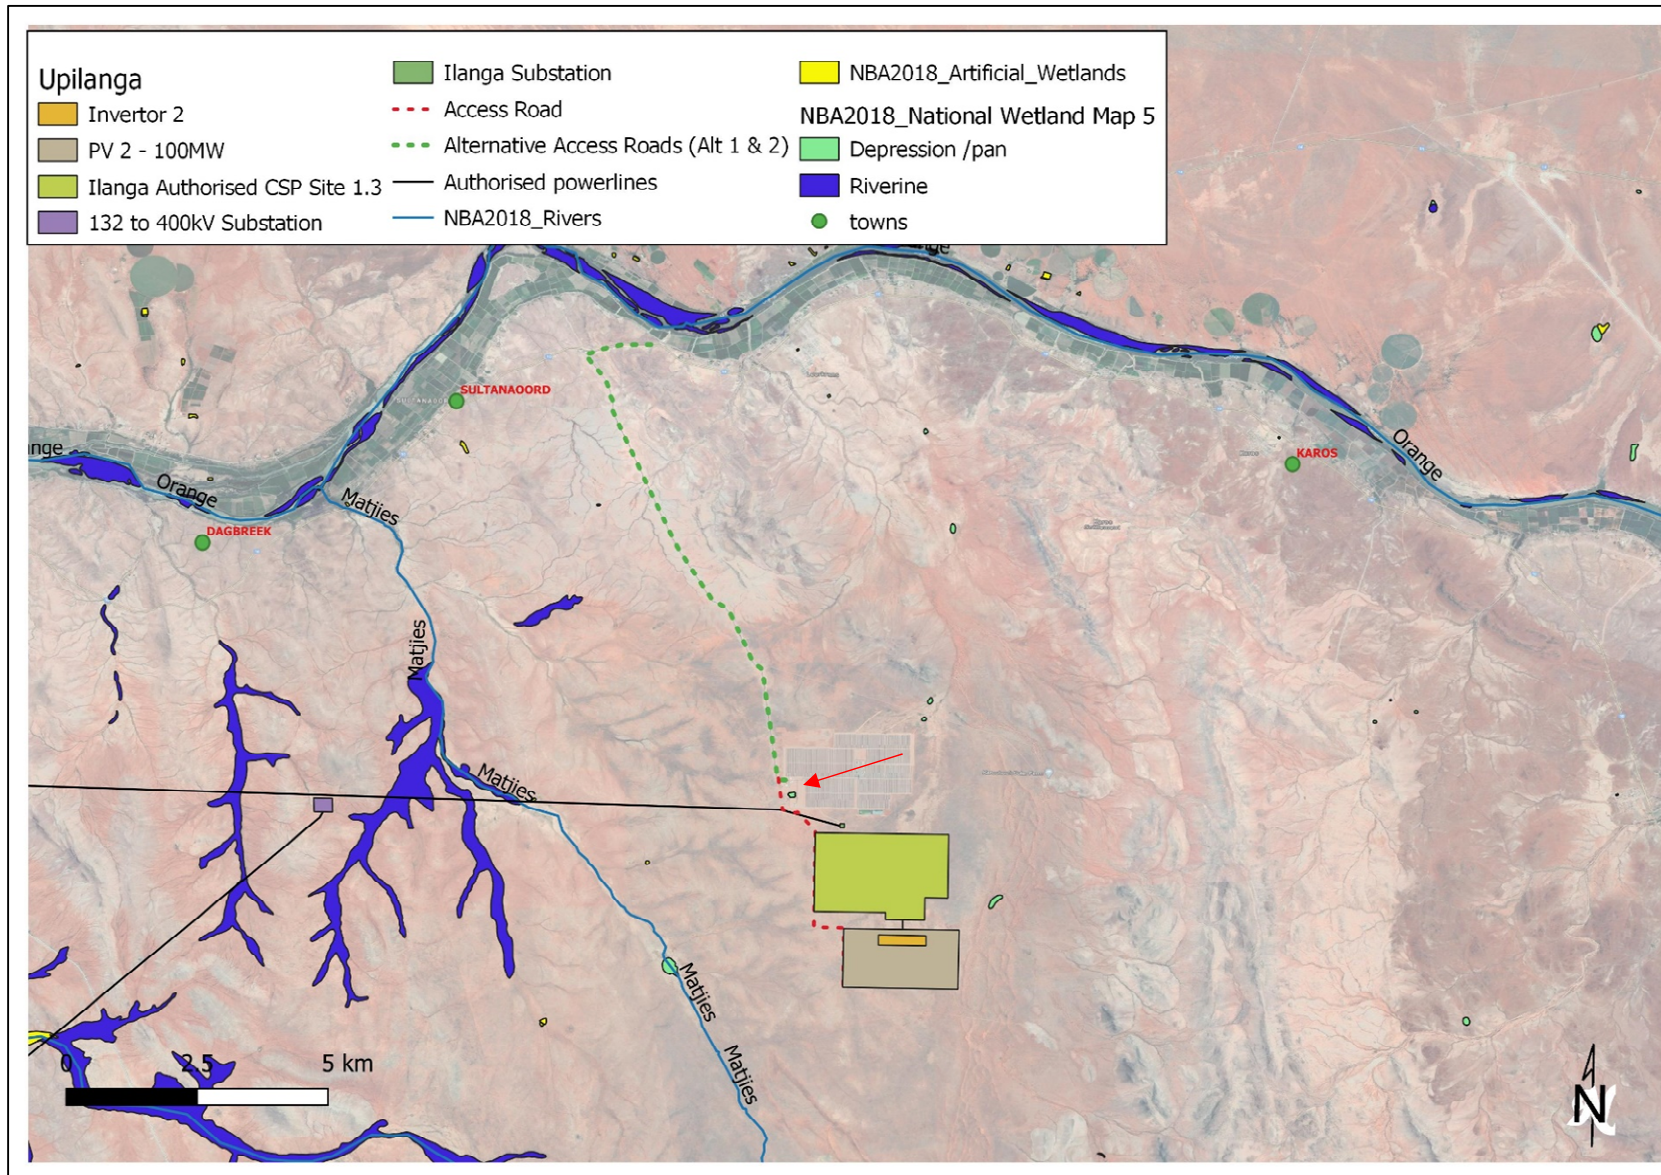 Upilanga
Invertor 2
PV 2 - 100MW
Ilanga Authorised CSP Site 1.3
132 to 400kV Substation
Ilanga Substation
Access Road
Alternative Access Roads (Alt 1 & 2)
Authorised powerlines
NBA2018_Rivers
NBA2018_Artificial_Wetlands
NBA2018_National Wetland Map 5
Depression /pan
Riverine
towns
SULTANAOORD
KAROS
Orange
nge
Orange
Matjies
DAGBREEK
Matjies
Matjies
Matjies
Matjies
0 2.5 5 km
N